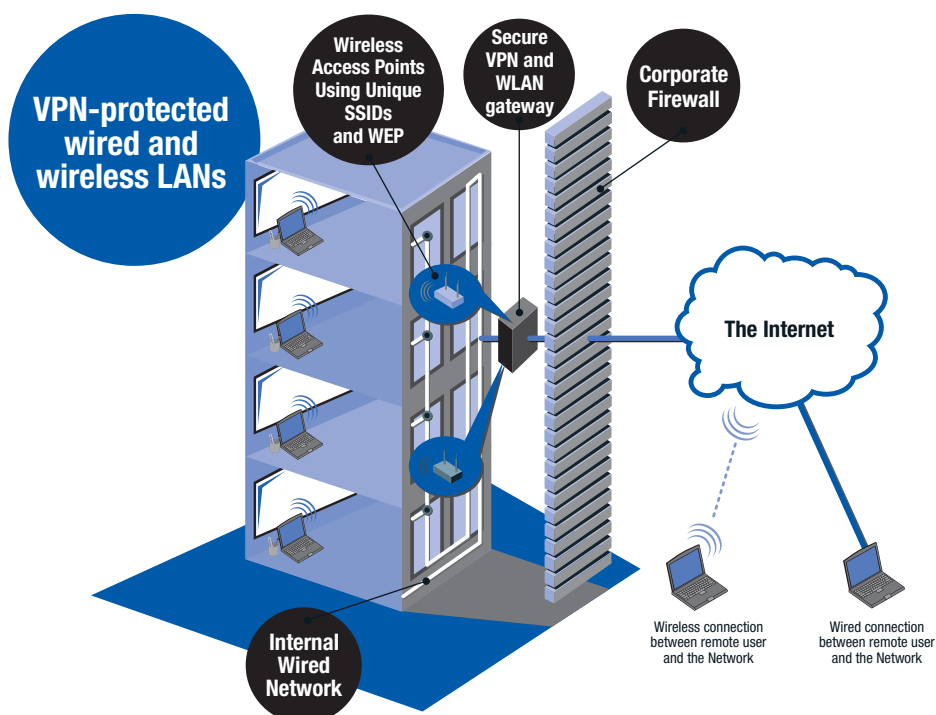 VPN-protected
wired and
wireless LANs
Wireless
Access Points
Using Unique
SSIDs
and WEP
Secure
VPN and
WLAN
gateway
Corporate
Firewall
The Internet
Internal
Wired
Network
Wireless connection
between remote user
and the Network
Wired connection
between remote user
and the Network